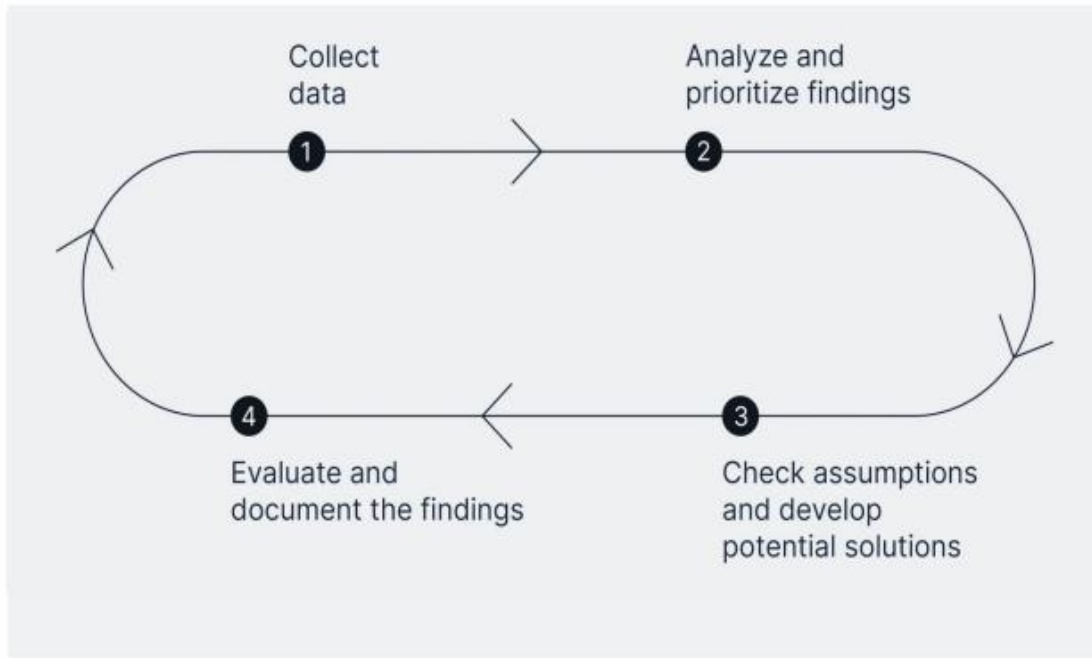 Collect
data
1
Analyze and
prioritize findings
2
3
Check assumptions
and develop
potential solutions
4
Evaluate and
document the findings